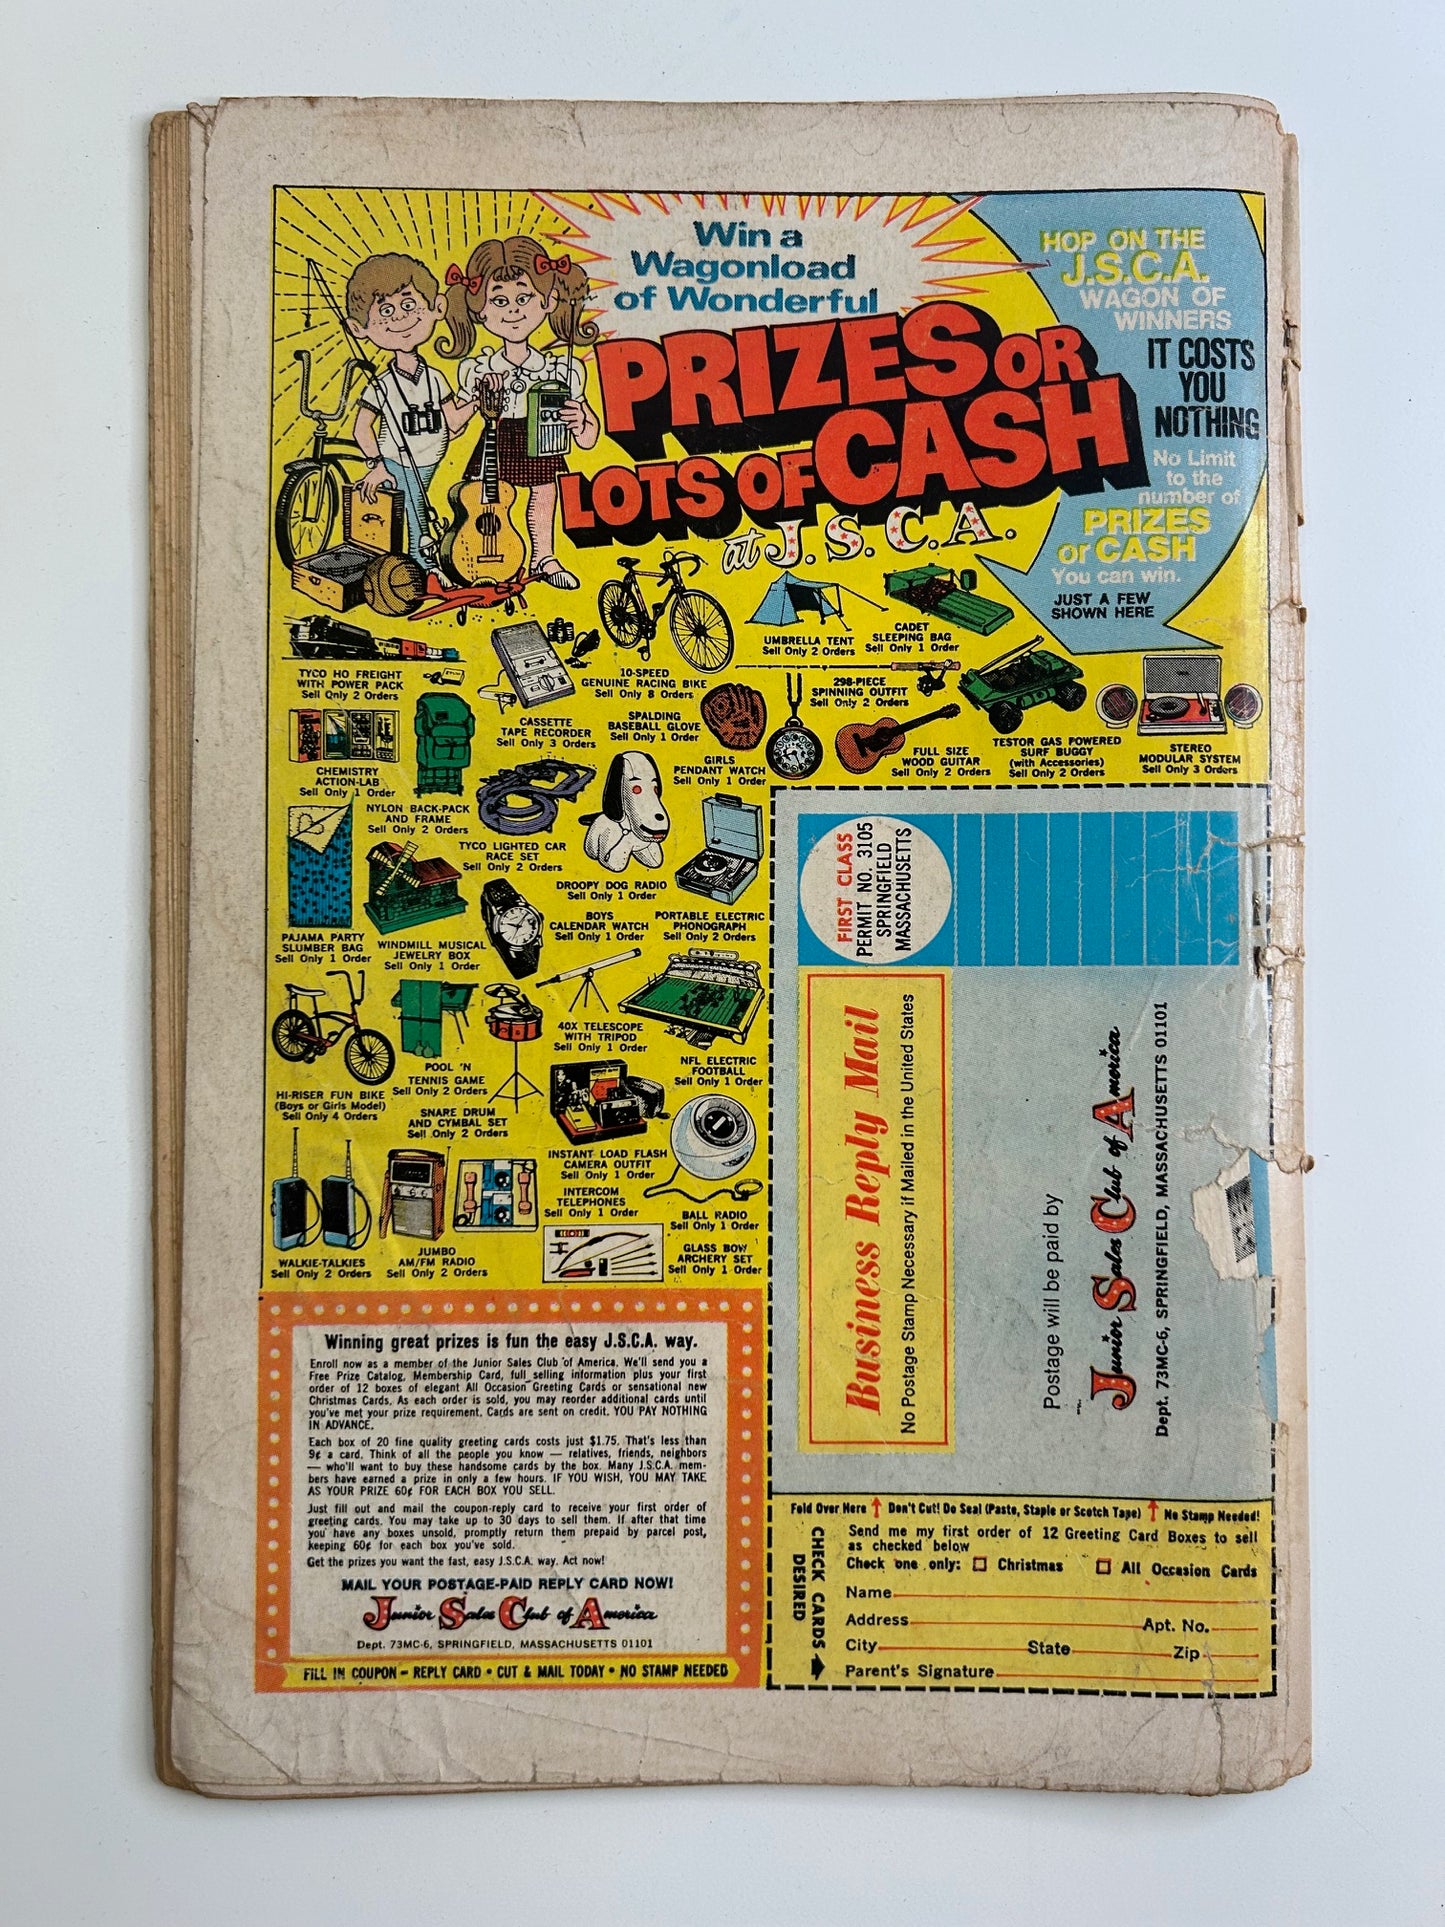 Win a
Wagonload
of Wonderful
PRIZES OR
LOTS OF CASH
at J.S.C.A.
HOP ON THE
J.S.C.A.
WAGON OF
WINNERS
IT COSTS
YOU
NOTHING
No Limit
to the
number of
PRIZES
or CASH
You can win.
JUST A FEW
SHOWN HERE
TYCO HO FREIGHT
WITH POWER PACK
Sell Only 2 Orders
CASSETTE
TAPE RECORDER
Sell Only 3 Orders
10-SPEED
GENUINE RACING BIKE
Sell Only 8 Orders
UMBRELLA TENT
Sell Only 2 Orders
CADET
SLEEPING BAG
Sell Only 1 Order
298-PIECE
SPINNING OUTFIT
Sell Only 2 Orders
SPALDING
BASEBALL GLOVE
Sell Only 1 Order
GIRLS
PENDANT WATCH
Sell Only 1 Order
FULL SIZE
WOOD GUITAR
Sell Only 2 Orders
TESTOR GAS POWERED
SURF BUGGY
(with Accessories)
Sell Only 2 Orders
STEREO
MODULAR SYSTEM
Sell Only 3 Orders
CHEMISTRY
ACTION-LAB
Sell Only 1 Order
NYLON BACK-PACK
AND FRAME
Sell Only 2 Orders
TYCO LIGHTED CAR
RACE SET
Sell Only 2 Orders
DROOPY DOG RADIO
Sell Only 1 Order
PORTABLE ELECTRIC
PHONOGRAPH
Sell Only 2 Orders
PAJAMA PARTY
SLUMBER BAG
Sell Only 1 Order
WINDMILL MUSICAL
JEWELRY BOX
Sell Only 1 Order
BOYS
CALENDAR WATCH
Sell Only 1 Order
40X TELESCOPE
WITH TRIPOD
Sell Only 1 Order
NFL ELECTRIC
FOOTBALL
Sell Only 1 Order
HI-RISER FUN BIKE
(Boys or Girls Model)
Sell Only 4 Orders
POOL 'N
TENNIS GAME
Sell Only 2 Orders
SNARE DRUM
AND CYMBAL SET
Sell Only 2 Orders
INSTANT LOAD FLASH
CAMERA OUTFIT
Sell Only 1 Order
INTERCOM
TELEPHONES
Sell Only 1 Order
BALL RADIO
Sell Only 1 Order
WALKIE-TALKIES
Sell Only 2 Orders
JUMBO
AM/FM RADIO
Sell Only 2 Orders
GLASS BOW
ARCHERY SET
Sell Only 1 Order
Winning great prizes is fun the easy J.S.C.A. way.
Enroll now as a member of the Junior Sales Club of America. We'll send you a
Free Prize Catalog, Membership Card, full selling information plus your first
order of 12 boxes of elegant All Occasion Greeting Cards or sensational new
Christmas Cards. As each order is sold, you may reorder additional cards until
you've met your prize requirement. Cards are sent on credit. YOU PAY NOTHING
IN ADVANCE.
Each box of 20 fine quality greeting cards costs just $1.75. That's less than
9¢ a card. Think of all the people you know — relatives, friends, neighbors
— who'll want to buy these handsome cards by the box. Many J.S.C.A. mem-
bers have earned a prize in only a few hours. IF YOU WISH, YOU MAY TAKE
AS YOUR PRIZE 60¢ FOR EACH BOX YOU SELL.
Just fill out and mail the coupon-reply card to receive your first order of
greeting cards. You may take up to 30 days to sell them. If after that time
you have any boxes unsold, promptly return them prepaid by parcel post,
keeping 60¢ for each box you've sold.
Get the prizes you want the fast, easy J.S.C.A. way. Act now!
MAIL YOUR POSTAGE-PAID REPLY CARD NOW!
Junior Sales Club of America
Dept. 73MC-6, SPRINGFIELD, MASSACHUSETTS 01101
FILL IN COUPON – REPLY CARD • CUT & MAIL TODAY • NO STAMP NEEDED
FIRST CLASS
PERMIT NO. 3105
SPRINGFIELD
MASSACHUSETTS
Business Reply Mail
No Postage Stamp Necessary if Mailed in the United States
Postage will be paid by
Junior Sales Club of America
Dept. 73MC-6, SPRINGFIELD, MASSACHUSETTS 01101
Fold Over Here Don't Cut! Do Seal (Paste, Staple or Scotch Tape) No Stamp Needed!
CHECK CARDS
DESIRED
Send me my first order of 12 Greeting Card Boxes to sell
as checked below
Check one only: Christmas All Occasion Cards
Name
Address Apt. No.
City State Zip
Parent's Signature